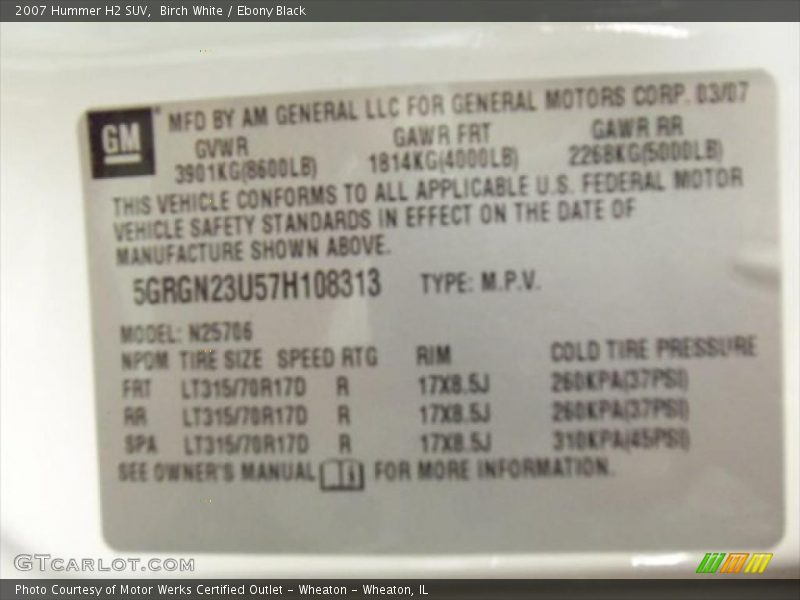 2007 Hummer H2 SUV,  Birch White / Ebony Black
GM
MFD BY AM GENERAL LLC FOR GENERAL MOTORS CORP. 03/07
GVWR GAWR FRT GAWR RR
3901KG(8600LB) 1814KG(4000LB) 2268KG(5000LB)
THIS VEHICLE CONFORMS TO ALL APPLICABLE U.S. FEDERAL MOTOR
VEHICLE SAFETY STANDARDS IN EFFECT ON THE DATE OF
MANUFACTURE SHOWN ABOVE.
5GRGN23U57H108313 TYPE: M.P.V.
MODEL: N25706
NPDM TIRE SIZE SPEED RTG RIM COLD TIRE PRESSURE
FRT LT315/70R17D R 17X8.5J 260KPA(37PSI)
RR LT315/70R17D R 17X8.5J 260KPA(37PSI)
SPA LT315/70R17D R 17X8.5J 310KPA(45PSI)
SEE OWNER'S MANUAL FOR MORE INFORMATION.
GTCARLOT.COM
Photo Courtesy of Motor Werks Certified Outlet - Wheaton - Wheaton, IL